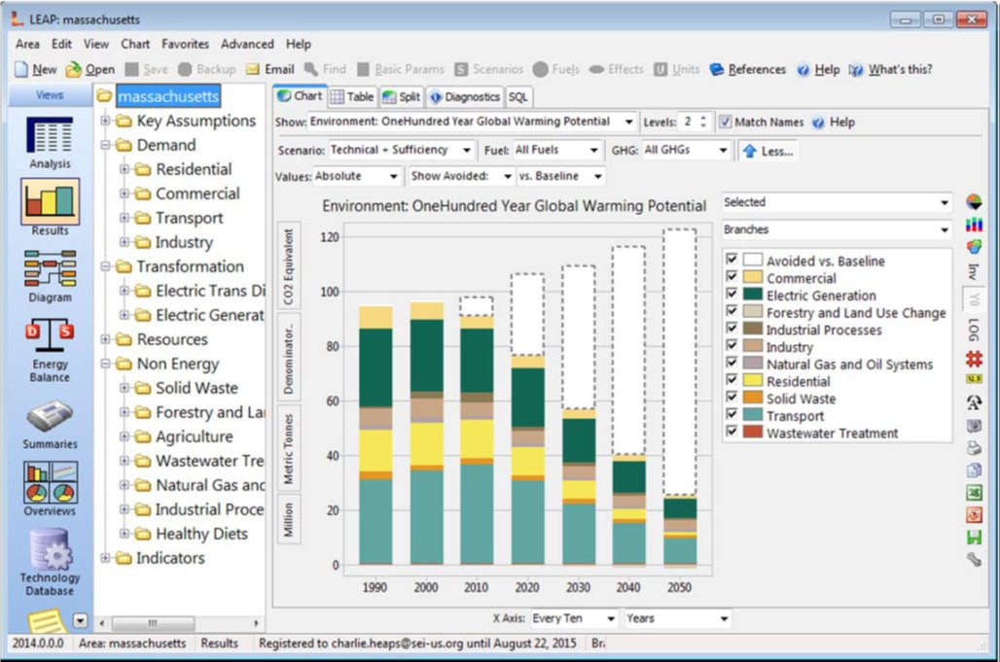 LEAP: massachusetts
Area Edit View Chart Favorites Advanced Help
New Open Save Backup Email Find Basic Params Scenarios Fuels Effects Units References Help What's this?
Views
Analysis
Results
Diagram
Energy
Balance
Summaries
Overviews
Technology
Database
massachusetts
Key Assumptions
Demand
Residential
Commercial
Transport
Industry
Transformation
Electric Trans Di
Electric Generat
Resources
Non Energy
Solid Waste
Forestry and La
Agriculture
Wastewater Tre
Natural Gas and
Industrial Proce
Healthy Diets
Indicators
Chart Table Split Diagnostics SQL
Show: Environment: OneHundred Year Global Warming Potential Levels: 2 Match Names Help
Scenario: Technical + Sufficiency Fuel: All Fuels GHG: All GHGs Less...
Values: Absolute Show Avoided: vs. Baseline
Environment: OneHundred Year Global Warming Potential
CO2 Equivalent
Denominator.
Metric Tonnes
Million
120
100
80
60
40
20
0
1990 2000 2010 2020 2030 2040 2050
Selected
Branches
Avoided vs. Baseline
Commercial
Electric Generation
Forestry and Land Use Change
Industrial Processes
Industry
Natural Gas and Oil Systems
Residential
Solid Waste
Transport
Wastewater Treatment
Inv
Y0
LOG
X Axis: Every Ten Years
2014.0.0.0 Area: massachusetts Results Registered to charlie.heaps@sei-us.org until August 22, 2015